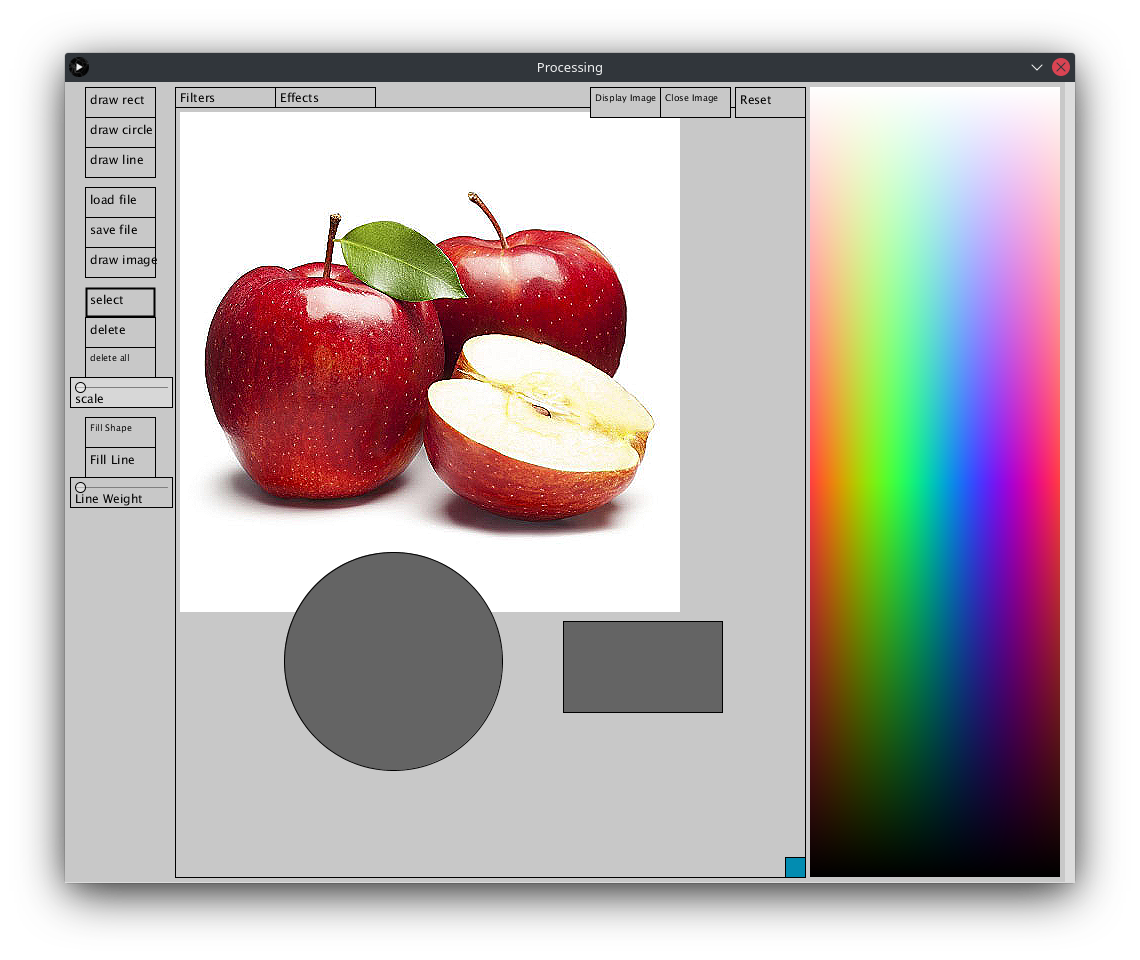 Processing
draw rect
draw circle
draw line
load file
save file
draw image
select
delete
delete all
scale
Fill Shape
Fill Line
Line Weight
Filters
Effects
Display Image
Close Image
Reset